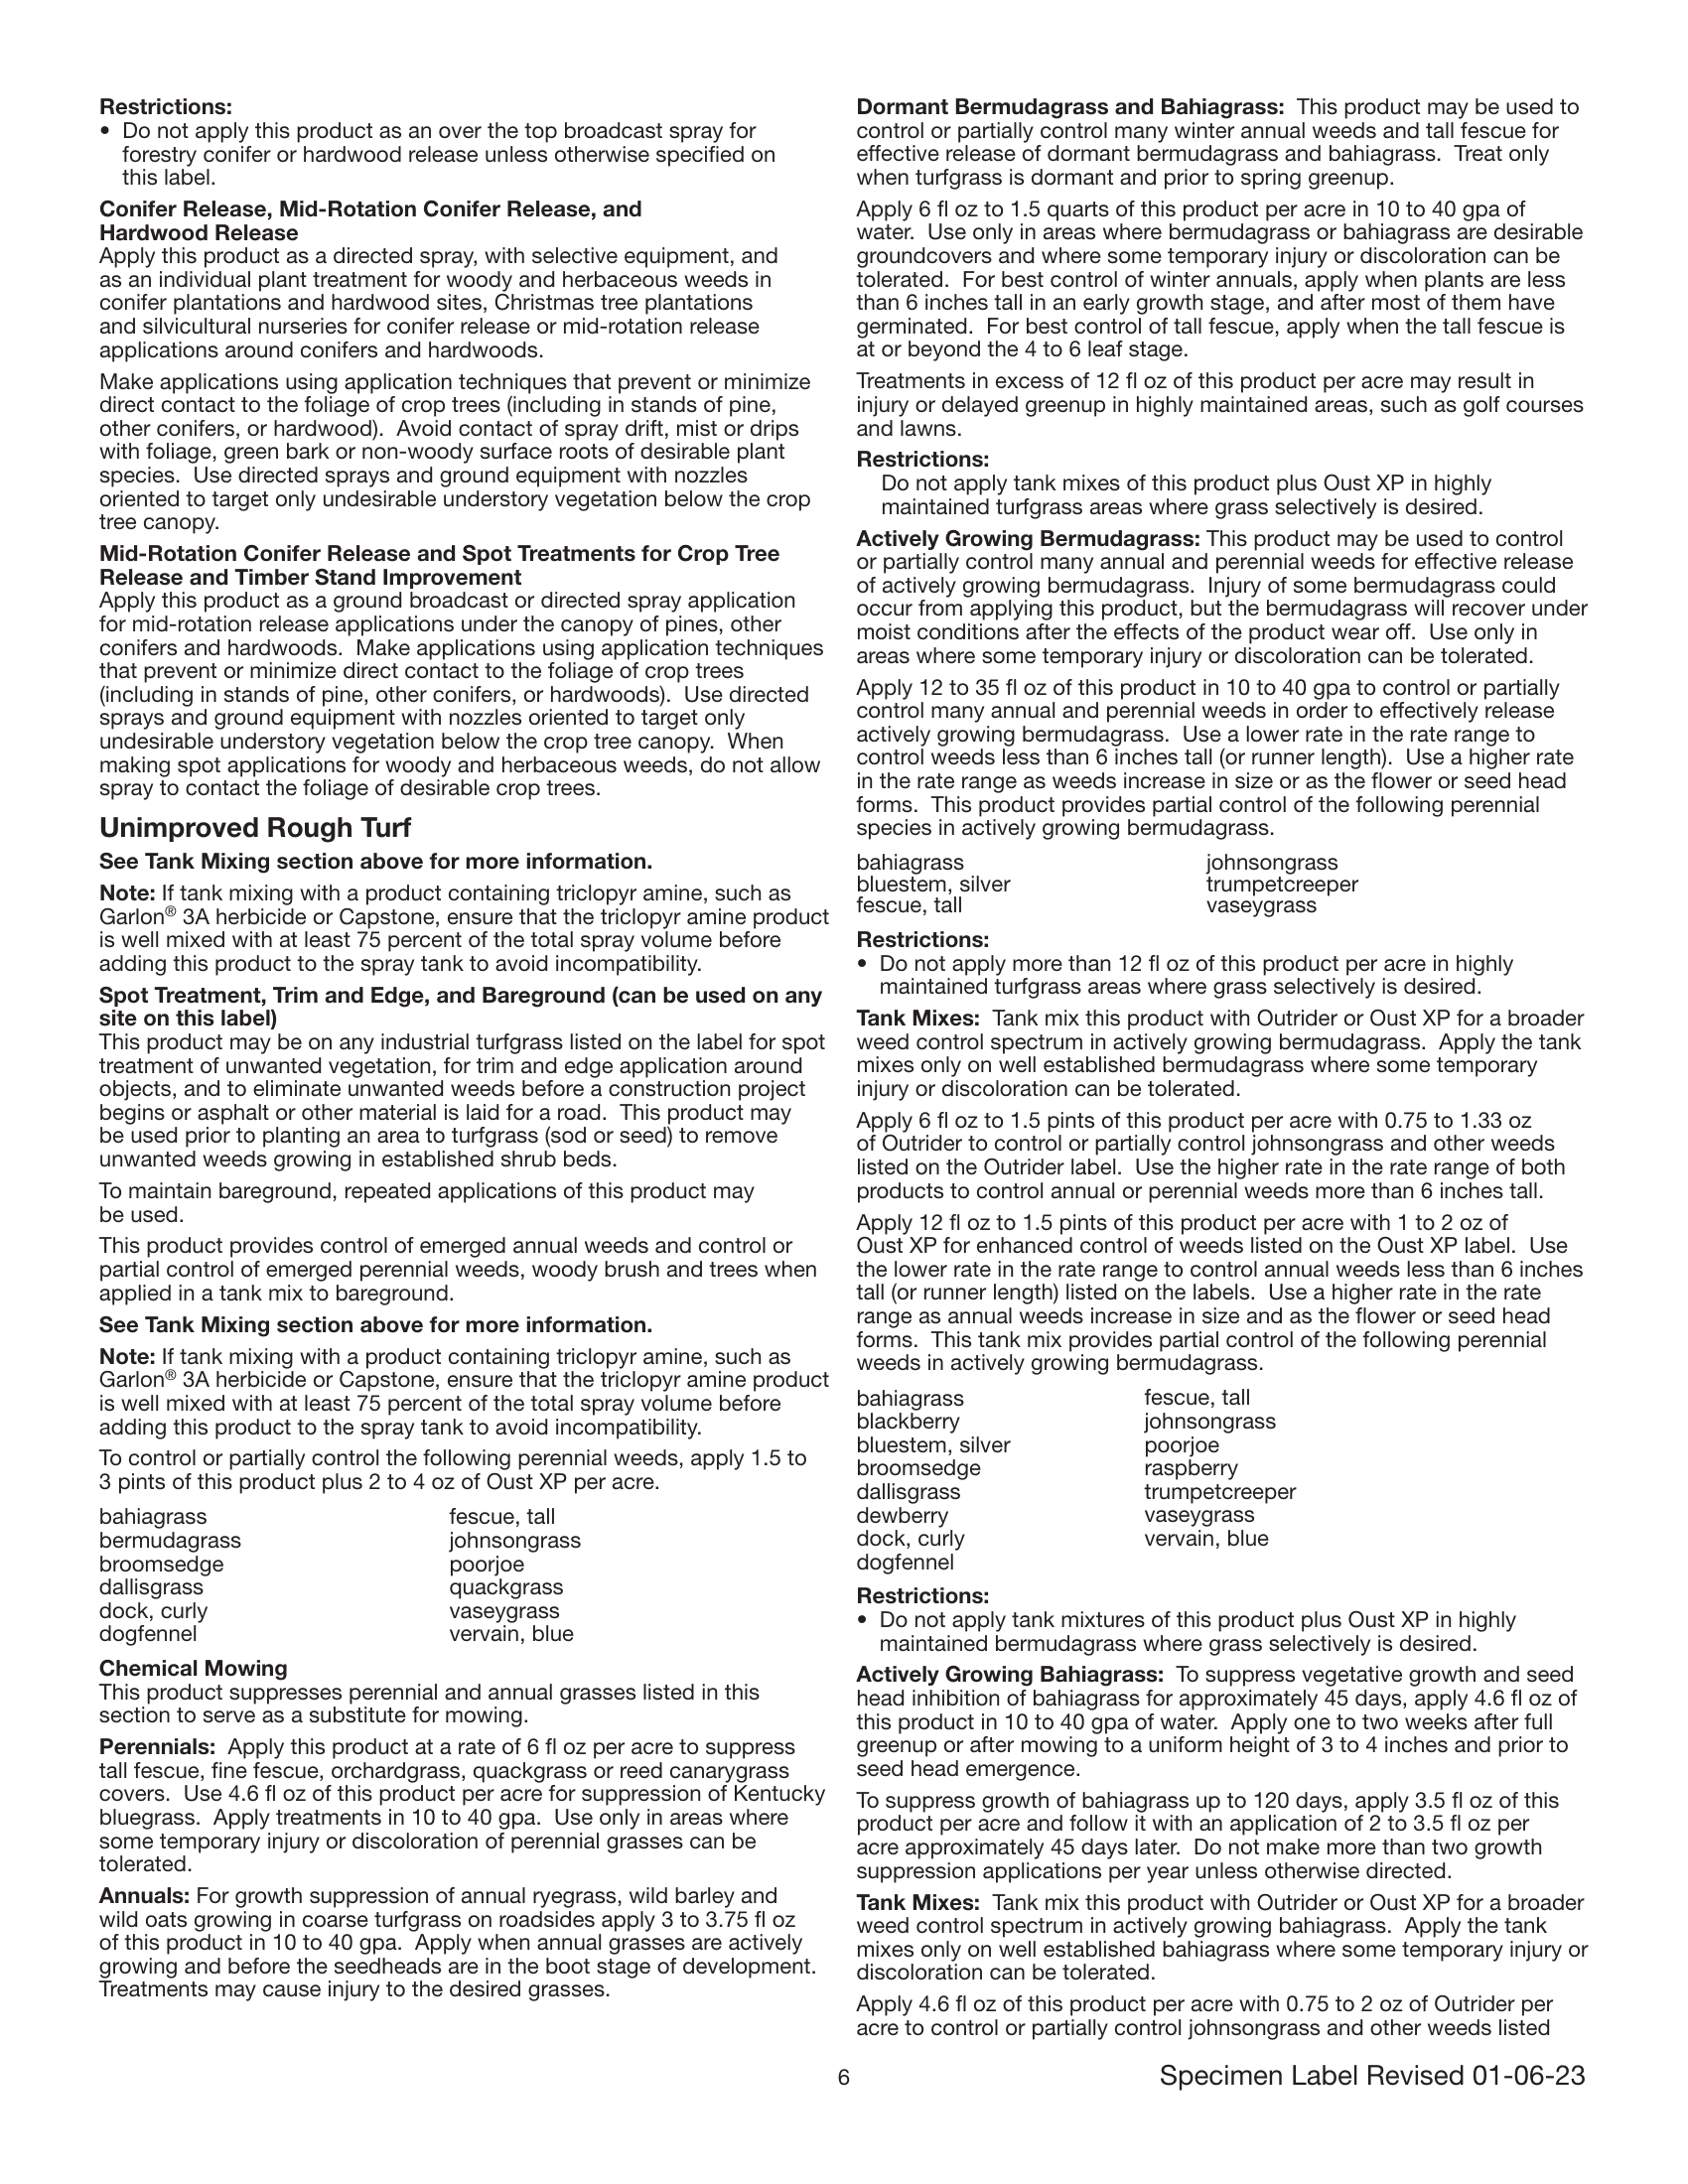 Restrictions:
• Do not apply this product as an over the top broadcast spray for
forestry conifer or hardwood release unless otherwise specified on
this label.
Conifer Release, Mid-Rotation Conifer Release, and
Hardwood Release
Apply this product as a directed spray, with selective equipment, and
as an individual plant treatment for woody and herbaceous weeds in
conifer plantations and hardwood sites, Christmas tree plantations
and silvicultural nurseries for conifer release or mid-rotation release
applications around conifers and hardwoods.
Make applications using application techniques that prevent or minimize
direct contact to the foliage of crop trees (including in stands of pine,
other conifers, or hardwood). Avoid contact of spray drift, mist or drips
with foliage, green bark or non-woody surface roots of desirable plant
species. Use directed sprays and ground equipment with nozzles
oriented to target only undesirable understory vegetation below the crop
tree canopy.
Mid-Rotation Conifer Release and Spot Treatments for Crop Tree
Release and Timber Stand Improvement
Apply this product as a ground broadcast or directed spray application
for mid-rotation release applications under the canopy of pines, other
conifers and hardwoods. Make applications using application techniques
that prevent or minimize direct contact to the foliage of crop trees
(including in stands of pine, other conifers, or hardwoods). Use directed
sprays and ground equipment with nozzles oriented to target only
undesirable understory vegetation below the crop tree canopy. When
making spot applications for woody and herbaceous weeds, do not allow
spray to contact the foliage of desirable crop trees.
Unimproved Rough Turf
See Tank Mixing section above for more information.
Note: If tank mixing with a product containing triclopyr amine, such as
Garlon® 3A herbicide or Capstone, ensure that the triclopyr amine product
is well mixed with at least 75 percent of the total spray volume before
adding this product to the spray tank to avoid incompatibility.
Spot Treatment, Trim and Edge, and Bareground (can be used on any
site on this label)
This product may be on any industrial turfgrass listed on the label for spot
treatment of unwanted vegetation, for trim and edge application around
objects, and to eliminate unwanted weeds before a construction project
begins or asphalt or other material is laid for a road. This product may
be used prior to planting an area to turfgrass (sod or seed) to remove
unwanted weeds growing in established shrub beds.
To maintain bareground, repeated applications of this product may
be used.
This product provides control of emerged annual weeds and control or
partial control of emerged perennial weeds, woody brush and trees when
applied in a tank mix to bareground.
See Tank Mixing section above for more information.
Note: If tank mixing with a product containing triclopyr amine, such as
Garlon® 3A herbicide or Capstone, ensure that the triclopyr amine product
is well mixed with at least 75 percent of the total spray volume before
adding this product to the spray tank to avoid incompatibility.
To control or partially control the following perennial weeds, apply 1.5 to
3 pints of this product plus 2 to 4 oz of Oust XP per acre.
bahiagrass
bermudagrass
broomsedge
dallisgrass
dock, curly
dogfennel
fescue, tall
johnsongrass
poorjoe
quackgrass
vaseygrass
vervain, blue
Chemical Mowing
This product suppresses perennial and annual grasses listed in this
section to serve as a substitute for mowing.
Perennials: Apply this product at a rate of 6 fl oz per acre to suppress
tall fescue, fine fescue, orchardgrass, quackgrass or reed canarygrass
covers. Use 4.6 fl oz of this product per acre for suppression of Kentucky
bluegrass. Apply treatments in 10 to 40 gpa. Use only in areas where
some temporary injury or discoloration of perennial grasses can be
tolerated.
Annuals: For growth suppression of annual ryegrass, wild barley and
wild oats growing in coarse turfgrass on roadsides apply 3 to 3.75 fl oz
of this product in 10 to 40 gpa. Apply when annual grasses are actively
growing and before the seedheads are in the boot stage of development.
Treatments may cause injury to the desired grasses.
Dormant Bermudagrass and Bahiagrass: This product may be used to
control or partially control many winter annual weeds and tall fescue for
effective release of dormant bermudagrass and bahiagrass. Treat only
when turfgrass is dormant and prior to spring greenup.
Apply 6 fl oz to 1.5 quarts of this product per acre in 10 to 40 gpa of
water. Use only in areas where bermudagrass or bahiagrass are desirable
groundcovers and where some temporary injury or discoloration can be
tolerated. For best control of winter annuals, apply when plants are less
than 6 inches tall in an early growth stage, and after most of them have
germinated. For best control of tall fescue, apply when the tall fescue is
at or beyond the 4 to 6 leaf stage.
Treatments in excess of 12 fl oz of this product per acre may result in
injury or delayed greenup in highly maintained areas, such as golf courses
and lawns.
Restrictions:
Do not apply tank mixes of this product plus Oust XP in highly
maintained turfgrass areas where grass selectively is desired.
Actively Growing Bermudagrass: This product may be used to control
or partially control many annual and perennial weeds for effective release
of actively growing bermudagrass. Injury of some bermudagrass could
occur from applying this product, but the bermudagrass will recover under
moist conditions after the effects of the product wear off. Use only in
areas where some temporary injury or discoloration can be tolerated.
Apply 12 to 35 fl oz of this product in 10 to 40 gpa to control or partially
control many annual and perennial weeds in order to effectively release
actively growing bermudagrass. Use a lower rate in the rate range to
control weeds less than 6 inches tall (or runner length). Use a higher rate
in the rate range as weeds increase in size or as the flower or seed head
forms. This product provides partial control of the following perennial
species in actively growing bermudagrass.
bahiagrass
bluestem, silver
fescue, tall
johnsongrass
trumpetcreeper
vaseygrass
Restrictions:
• Do not apply more than 12 fl oz of this product per acre in highly
maintained turfgrass areas where grass selectively is desired.
Tank Mixes: Tank mix this product with Outrider or Oust XP for a broader
weed control spectrum in actively growing bermudagrass. Apply the tank
mixes only on well established bermudagrass where some temporary
injury or discoloration can be tolerated.
Apply 6 fl oz to 1.5 pints of this product per acre with 0.75 to 1.33 oz
of Outrider to control or partially control johnsongrass and other weeds
listed on the Outrider label. Use the higher rate in the rate range of both
products to control annual or perennial weeds more than 6 inches tall.
Apply 12 fl oz to 1.5 pints of this product per acre with 1 to 2 oz of
Oust XP for enhanced control of weeds listed on the Oust XP label. Use
the lower rate in the rate range to control annual weeds less than 6 inches
tall (or runner length) listed on the labels. Use a higher rate in the rate
range as annual weeds increase in size and as the flower or seed head
forms. This tank mix provides partial control of the following perennial
weeds in actively growing bermudagrass.
bahiagrass
blackberry
bluestem, silver
broomsedge
dallisgrass
dewberry
dock, curly
dogfennel
fescue, tall
johnsongrass
poorjoe
raspberry
trumpetcreeper
vaseygrass
vervain, blue
Restrictions:
• Do not apply tank mixtures of this product plus Oust XP in highly
maintained bermudagrass where grass selectively is desired.
Actively Growing Bahiagrass: To suppress vegetative growth and seed
head inhibition of bahiagrass for approximately 45 days, apply 4.6 fl oz of
this product in 10 to 40 gpa of water. Apply one to two weeks after full
greenup or after mowing to a uniform height of 3 to 4 inches and prior to
seed head emergence.
To suppress growth of bahiagrass up to 120 days, apply 3.5 fl oz of this
product per acre and follow it with an application of 2 to 3.5 fl oz per
acre approximately 45 days later. Do not make more than two growth
suppression applications per year unless otherwise directed.
Tank Mixes: Tank mix this product with Outrider or Oust XP for a broader
weed control spectrum in actively growing bahiagrass. Apply the tank
mixes only on well established bahiagrass where some temporary injury or
discoloration can be tolerated.
Apply 4.6 fl oz of this product per acre with 0.75 to 2 oz of Outrider per
acre to control or partially control johnsongrass and other weeds listed
6
Specimen Label Revised 01-06-23